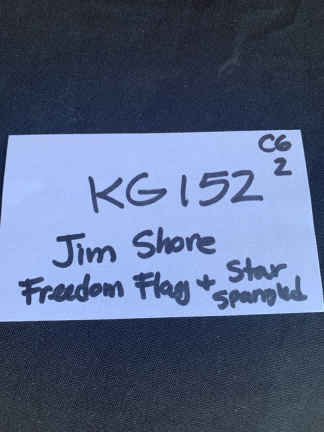 C6
2
KG152
Jim Shore
Freedom Flag + Star
spangled